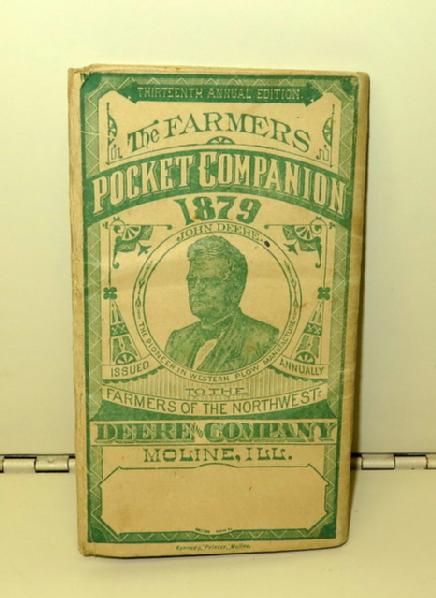 THIRTEENTH ANNUAL EDITION.
The FARMERS
POCKET COMPANION
1879
JOHN DEERE.
THE PIONEER IN WESTERN PLOW MANUFACTURE
ISSUED ANNUALLY
TO THE
FARMERS OF THE NORTHWEST
DEERE AND COMPANY
MOLINE, ILL.
Kennedy, Printer, Moline.